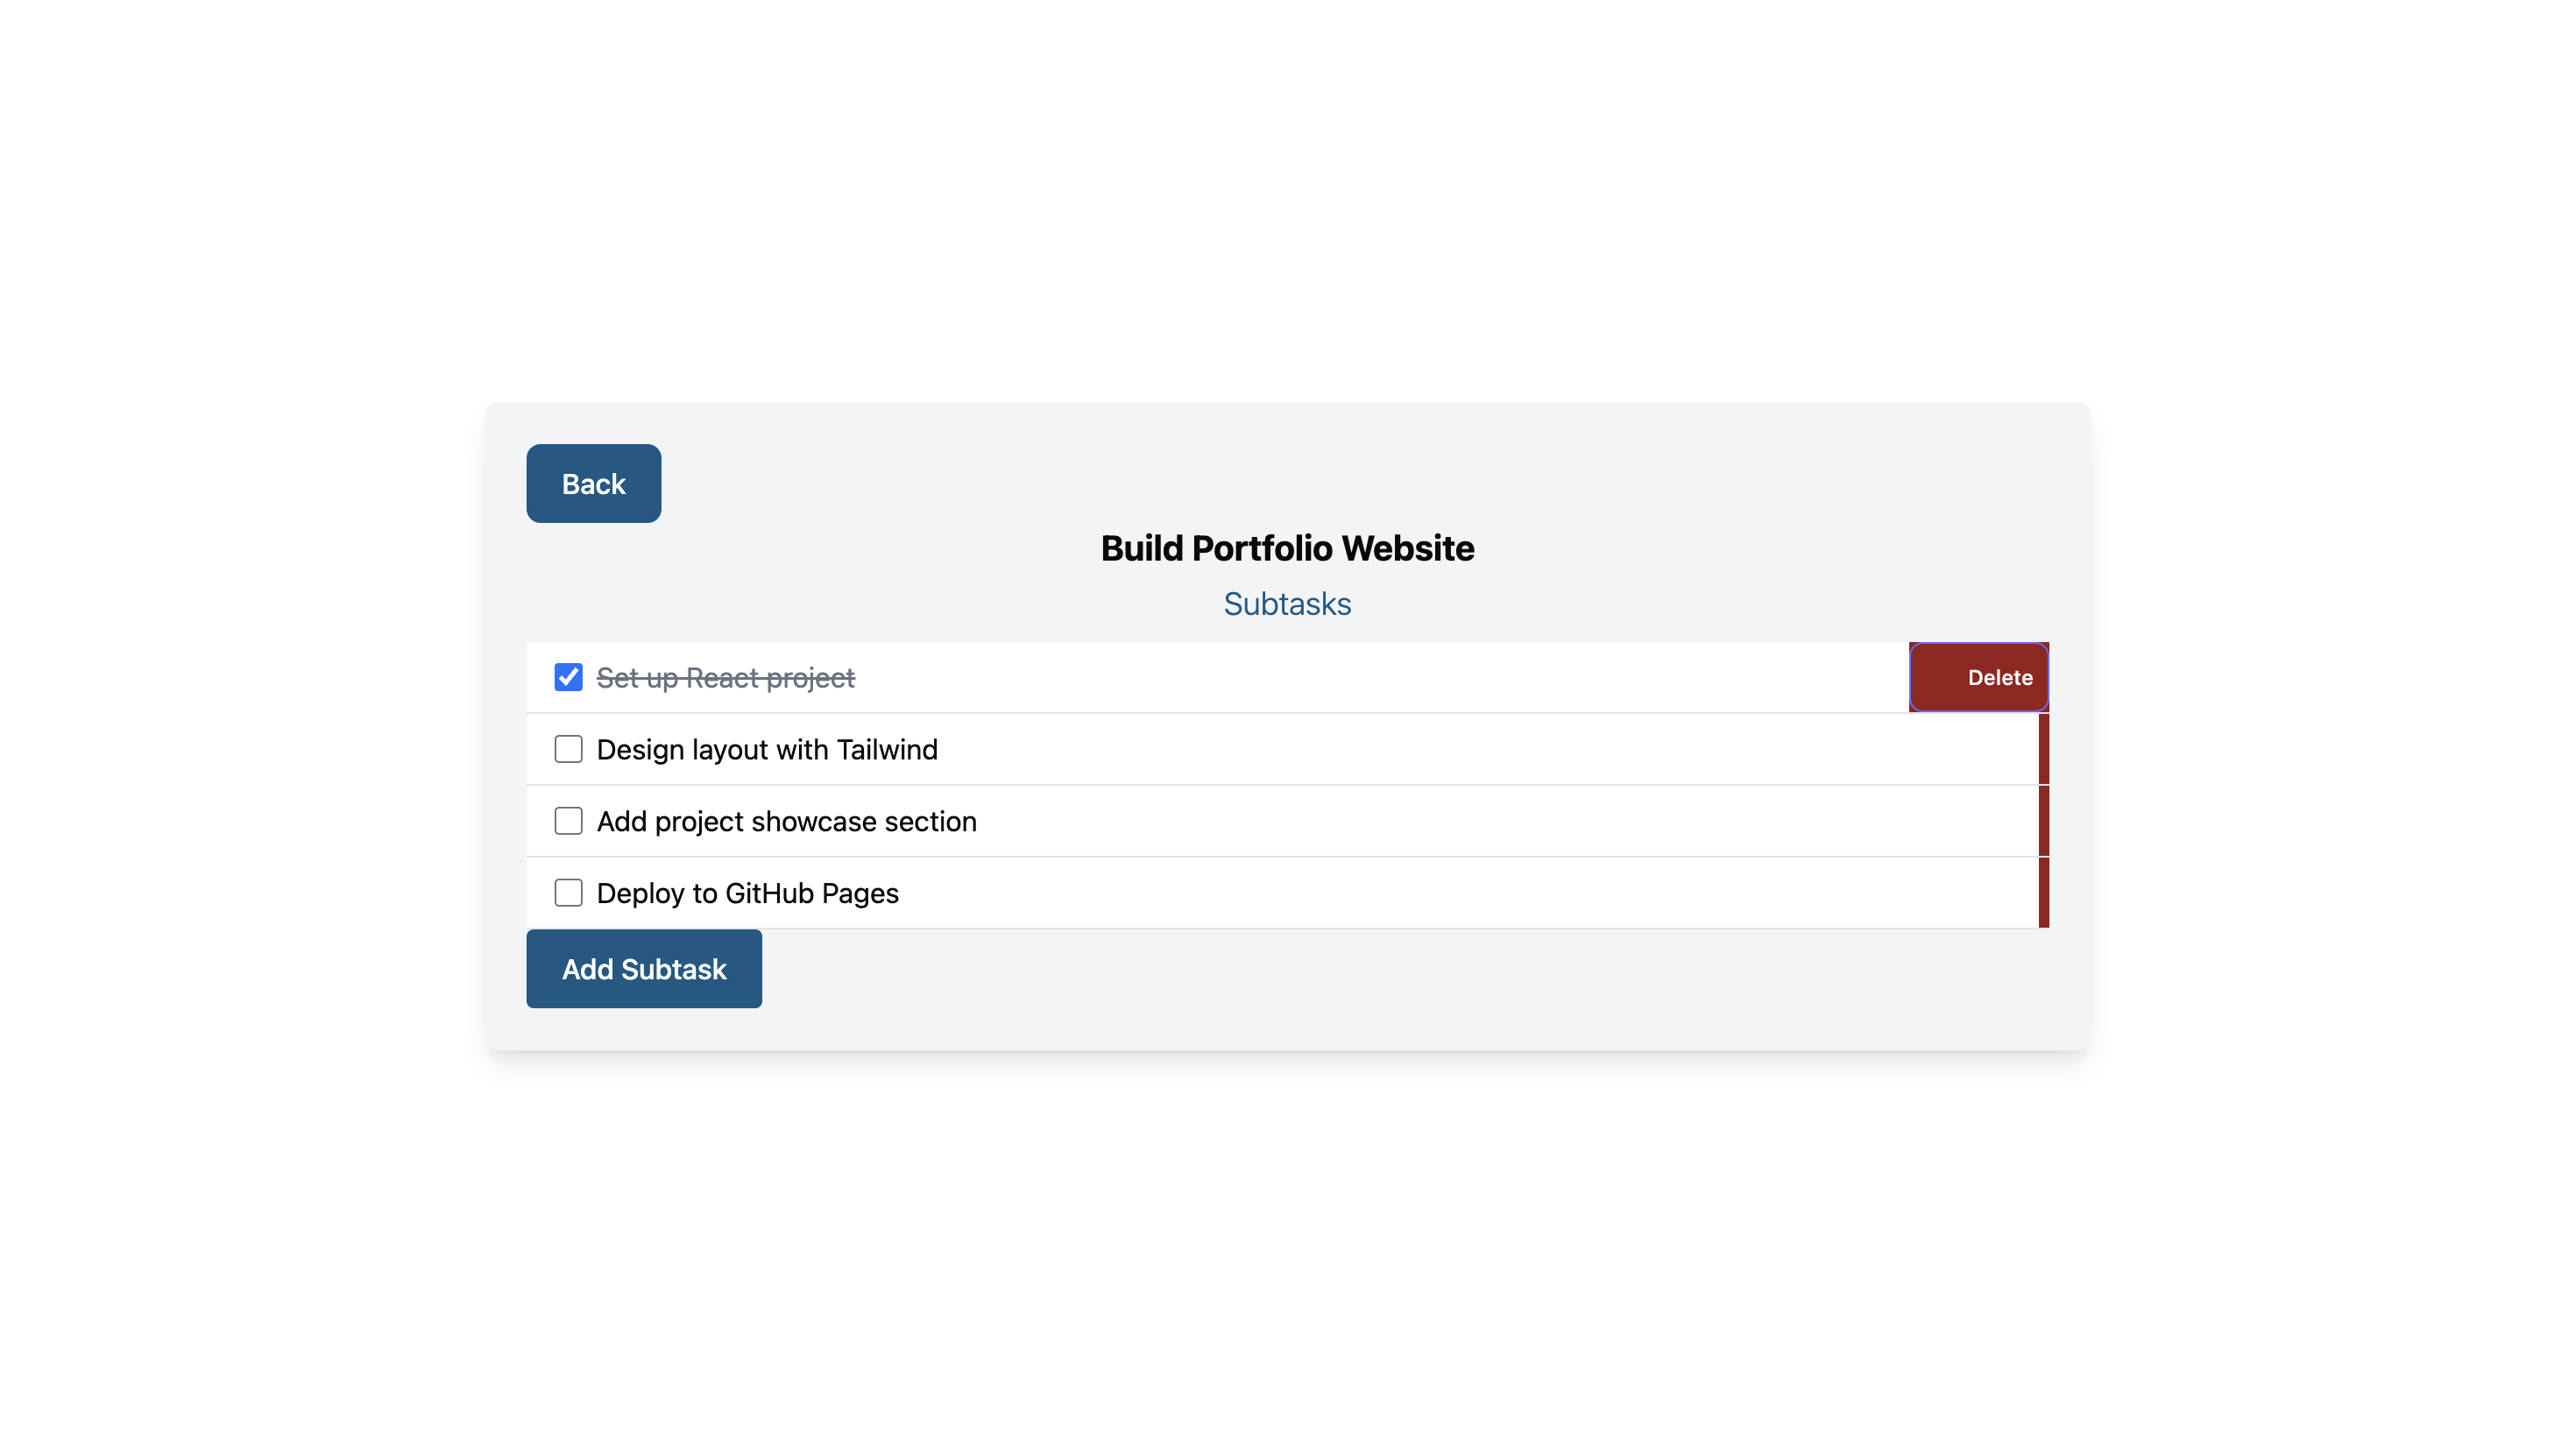 Back
Build Portfolio Website
Subtasks
Set up React project
Delete
Design layout with Tailwind
Add project showcase section
Deploy to GitHub Pages
Add Subtask